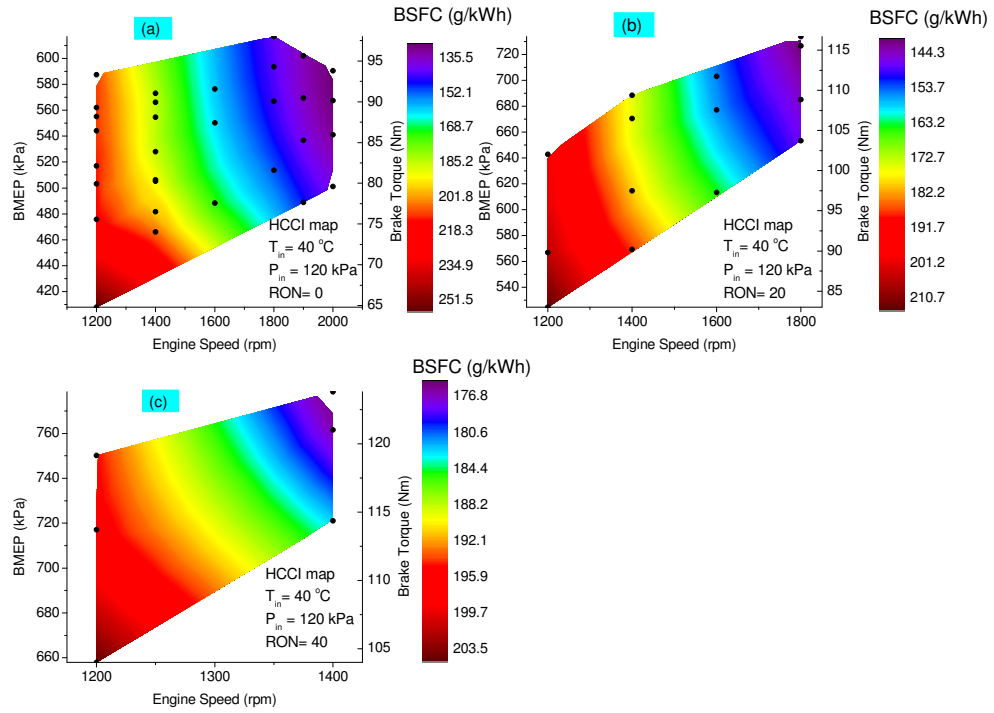 (a)
BSFC (g/kWh)
600
580
560
540
520
500
480
460
440
420
BMEP (kPa)
95
90
85
80
75
70
65
Brake Torque (Nm)
135.5
152.1
168.7
185.2
201.8
218.3
234.9
251.5
HCCI map
Tin= 40 °C
Pin = 120 kPa
RON= 0
1200 1400 1600 1800 2000
Engine Speed (rpm)
(b)
BSFC (g/kWh)
720
700
680
660
640
620
600
580
560
540
BMEP (kPa)
115
110
105
100
95
90
85
Brake Torque (Nm)
144.3
153.8
163.2
172.7
182.2
191.7
201.2
210.7
HCCI map
Tin= 40 °C
Pin = 120 kPa
RON= 20
1200 1400 1600 1800
Engine Speed (rpm)
(c)
BSFC (g/kWh)
760
740
720
700
680
660
BMEP (kPa)
120
115
110
105
Brake Torque (Nm)
176.8
180.6
184.4
188.2
192.1
195.9
199.7
203.5
HCCI map
Tin= 40 °C
Pin = 120 kPa
RON= 40
1200 1300 1400
Engine Speed (rpm)